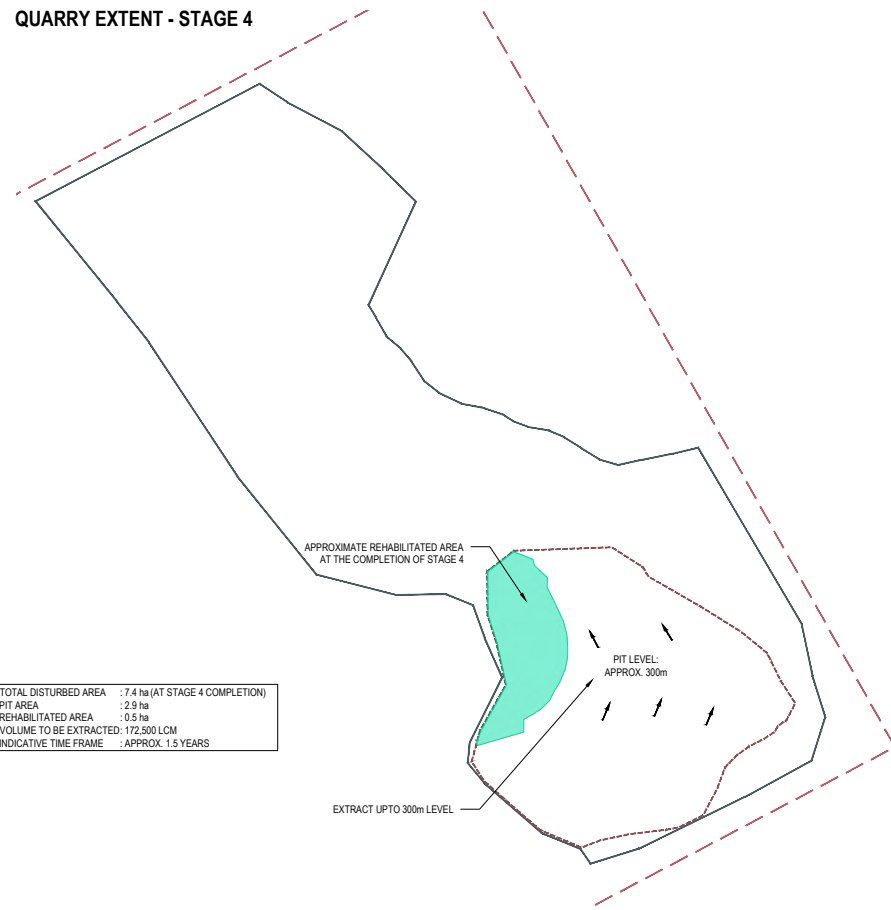 QUARRY EXTENT - STAGE 4
APPROXIMATE REHABILITATED AREA
AT THE COMPLETION OF STAGE 4
PIT LEVEL:
APPROX. 300m
TOTAL DISTURBED AREA : 7.4 ha (AT STAGE 4 COMPLETION)
PIT AREA : 2.9 ha
REHABILITATED AREA : 0.5 ha
VOLUME TO BE EXTRACTED: 172,500 LCM
INDICATIVE TIME FRAME : APPROX. 1.5 YEARS
EXTRACT UPTO 300m LEVEL